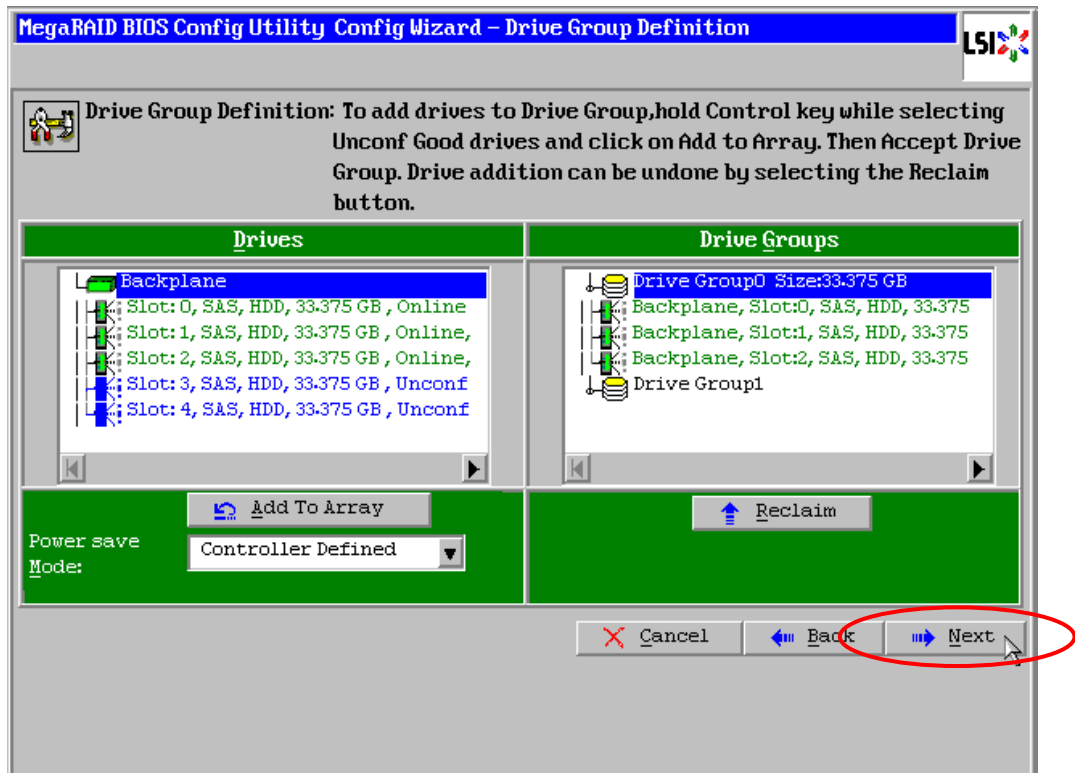 MegaRAID BIOS Config Utility Config Wizard – Drive Group Definition
LSI
Drive Group Definition: To add drives to Drive Group,hold Control key while selecting
Unconf Good drives and click on Add to Array. Then Accept Drive
Group. Drive addition can be undone by selecting the Reclaim
button.
Drives
Backplane
Slot: 0, SAS, HDD, 33.375 GB , Online
Slot: 1, SAS, HDD, 33.375 GB , Online,
Slot: 2, SAS, HDD, 33.375 GB , Online,
Slot: 3, SAS, HDD, 33.375 GB , Unconf
Slot: 4, SAS, HDD, 33.375 GB , Unconf
Add To Array
Power save
Mode:
Controller Defined
Drive Groups
Drive Group0 Size:33.375 GB
Backplane, Slot:0, SAS, HDD, 33.375
Backplane, Slot:1, SAS, HDD, 33.375
Backplane, Slot:2, SAS, HDD, 33.375
Drive Group1
Reclaim
Cancel
Back
Next